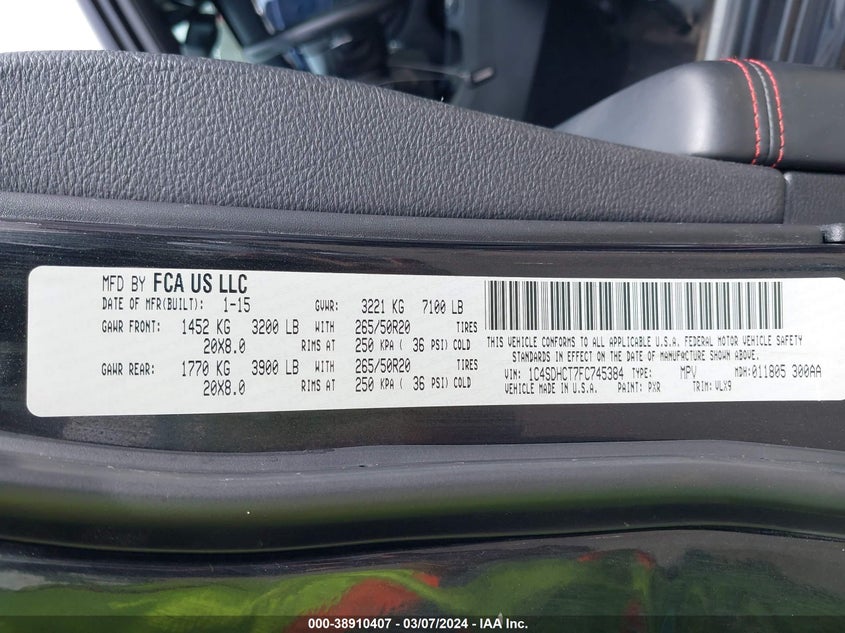 MFD BY FCA US LLC
DATE OF MFR(BUILT): 1-15 GVWR: 3221 KG 7100 LB
GAWR FRONT: 1452 KG 3200 LB WITH 265/50R20 TIRES
20X8.0 RIMS AT 250 KPA ( 36 PSI) COLD
GAWR REAR: 1770 KG 3900 LB WITH 265/50R20 TIRES
20X8.0 RIMS AT 250 KPA ( 36 PSI) COLD
THIS VEHICLE CONFORMS TO ALL APPLICABLE U.S.A. FEDERAL MOTOR VEHICLE SAFETY
STANDARDS IN EFFECT ON THE DATE OF MANUFACTURE SHOWN ABOVE.
VIN: 1C4SDHCT7FC745384 TYPE: MPV MDH:011805 300AA
VEHICLE MADE IN U.S.A. PAINT: PXR TRIM: VLX9
000-38910407 - 03/07/2024 - IAA Inc.